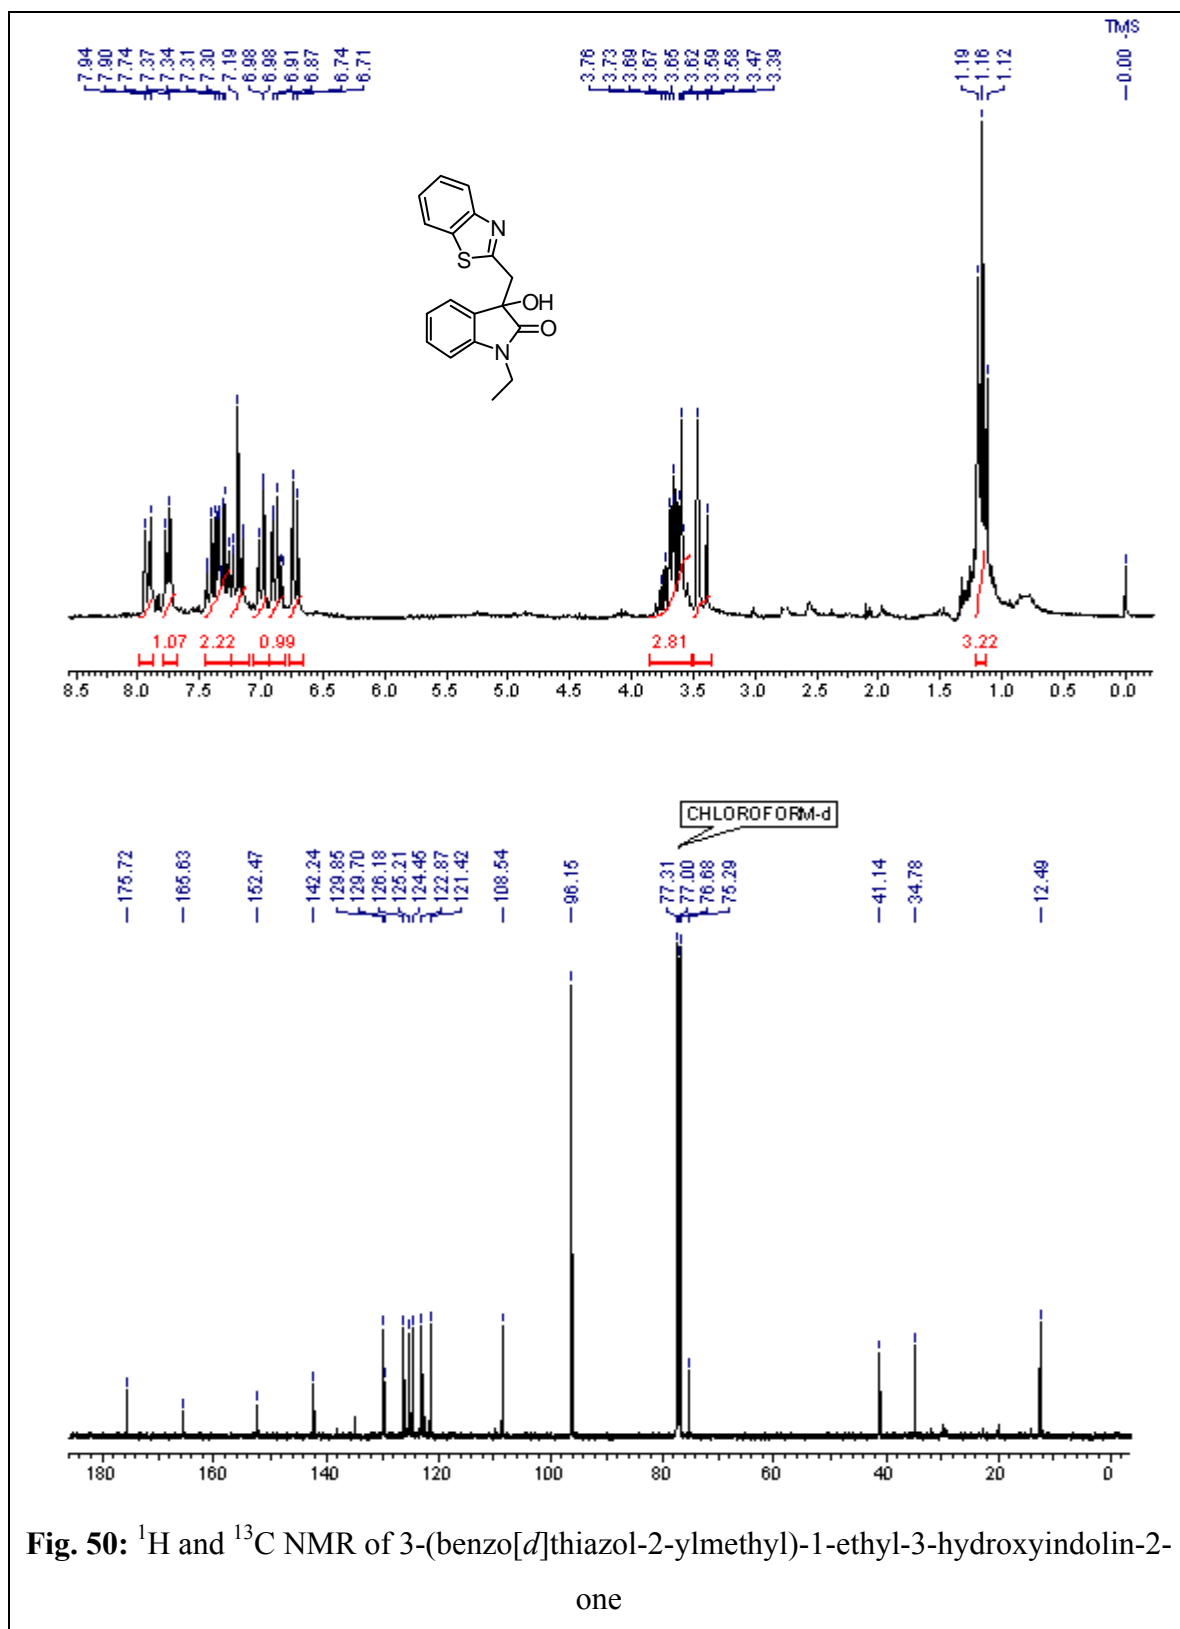 TMS
7.94 7.90 7.74 7.37 7.34 7.31 7.30 7.19 6.98 6.98 6.91 6.87 6.74 6.71 3.76 3.73 3.69 3.67 3.65 3.62 3.59 3.58 3.47 3.39 1.19 1.16 1.12 -0.00
N
S
OH
O
N
1.07 2.22 0.99 2.81 3.22
8.5 8.0 7.5 7.0 6.5 6.0 5.5 5.0 4.5 4.0 3.5 3.0 2.5 2.0 1.5 1.0 0.5 0.0
CHLOROFORM-d
175.72 165.63 152.47 142.24 129.85 129.70 126.18 125.21 124.45 122.87 121.42 108.54 96.15 77.31 77.00 76.68 75.29 41.14 34.78 12.49
180 160 140 120 100 80 60 40 20 0
Fig. 50: ¹H and ¹³C NMR of 3-(benzo[d]thiazol-2-ylmethyl)-1-ethyl-3-hydroxyindolin-2-
one